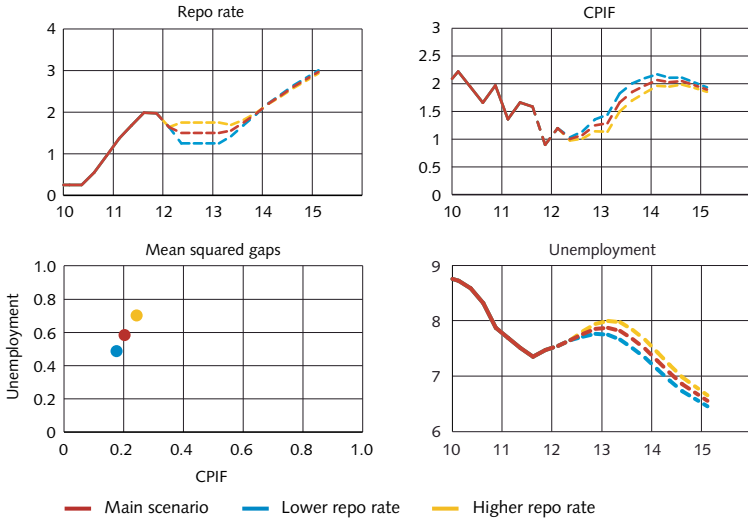 Repo rate
4
3
2
1
0
10 11 12 13 14 15
CPIF
3
2.5
2
1.5
1
0.5
0
10 11 12 13 14 15
Mean squared gaps
Unemployment
1.0
0.8
0.6
0.4
0.2
0
0 0.2 0.4 0.6 0.8 1.0
CPIF
Unemployment
9
8
7
6
10 11 12 13 14 15
Main scenario Lower repo rate Higher repo rate